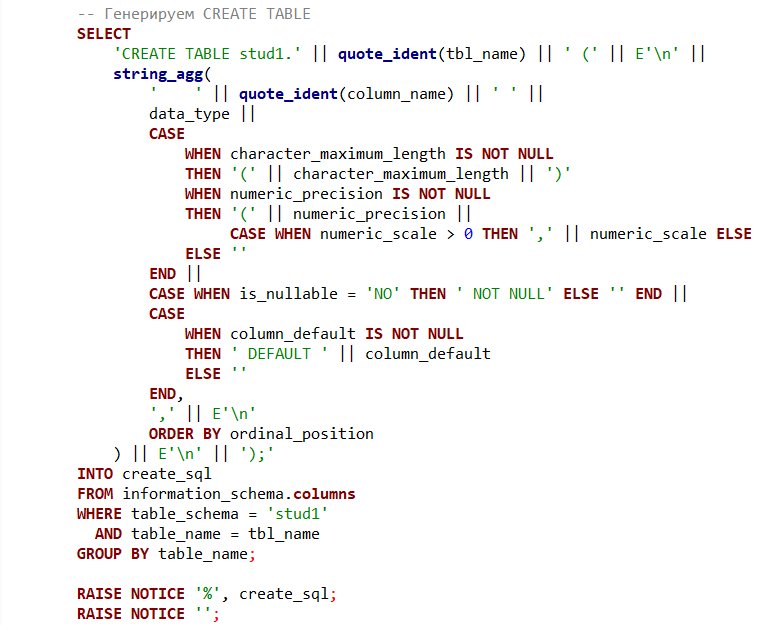 -- Генерируем CREATE TABLE
SELECT
    'CREATE TABLE stud1.' || quote_ident(tbl_name) || ' (' || E'\n' ||
    string_agg(
        '    ' || quote_ident(column_name) || ' ' ||
        data_type ||
        CASE
            WHEN character_maximum_length IS NOT NULL
            THEN '(' || character_maximum_length || ')'
            WHEN numeric_precision IS NOT NULL
            THEN '(' || numeric_precision ||
                 CASE WHEN numeric_scale > 0 THEN ',' || numeric_scale ELSE
            ELSE ''
        END ||
        CASE WHEN is_nullable = 'NO' THEN ' NOT NULL' ELSE '' END ||
        CASE
            WHEN column_default IS NOT NULL
            THEN ' DEFAULT ' || column_default
            ELSE ''
        END,
        ',' || E'\n'
        ORDER BY ordinal_position
    ) || E'\n' || ');'
INTO create_sql
FROM information_schema.columns
WHERE table_schema = 'stud1'
  AND table_name = tbl_name
GROUP BY table_name;

RAISE NOTICE '%', create_sql;
RAISE NOTICE '';